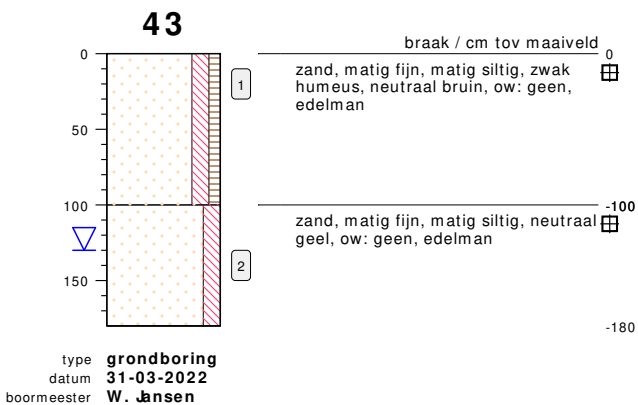 43
braak / cm tov maaiveld
0
0
zand, matig fijn, matig siltig, zwak
humeus, neutraal bruin, ow: geen,
edelman
1
50
100
-100
zand, matig fijn, matig siltig, neutraal
geel, ow: geen, edelman
2
150
-180
type grondboring
datum 31-03-2022
boormeester W. Jansen